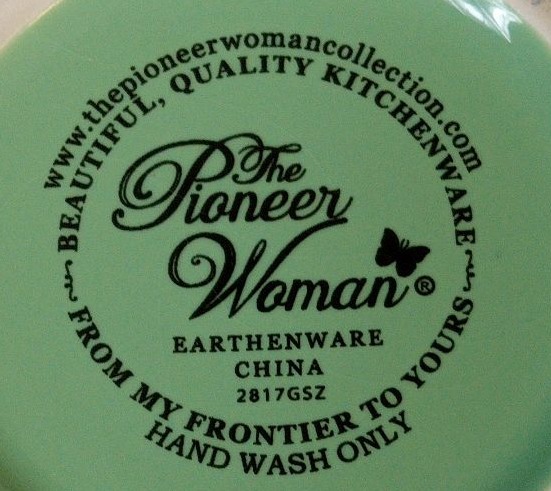 www.thepioneerwomancollection.com
BEAUTIFUL, QUALITY KITCHENWARE
The
Pioneer
Woman®
EARTHENWARE
CHINA
2817GSZ
~ FROM MY FRONTIER TO YOURS ~
HAND WASH ONLY